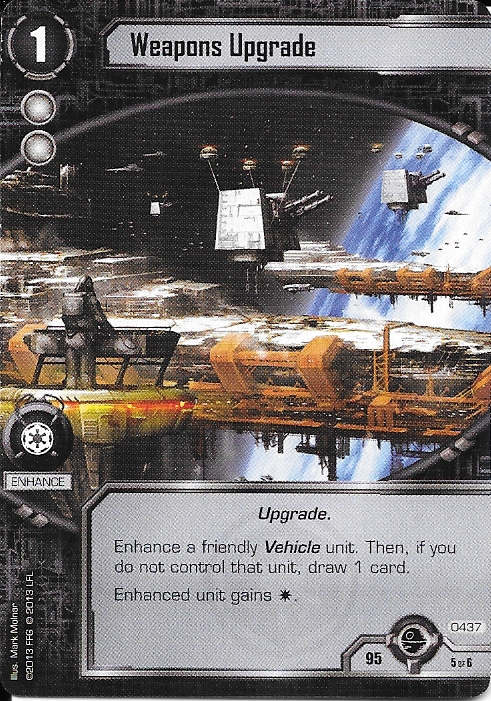 1
Weapons Upgrade
ENHANCE
Upgrade.
Enhance a friendly Vehicle unit. Then, if you
do not control that unit, draw 1 card.
Enhanced unit gains ✷.
0437
95
5 OF 6
Illus. Mark Molnar
©2013 FFG © 2013 LFL